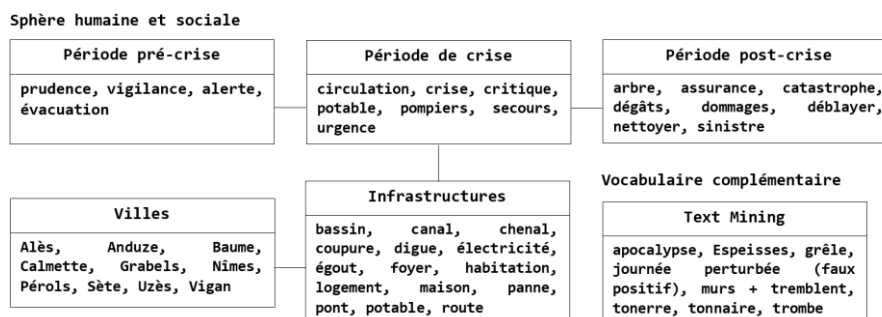 Sphère humaine et sociale
Période pré-crise
prudence, vigilance, alerte,
évacuation
Période de crise
circulation, crise, critique,
potable, pompiers, secours,
urgence
Période post-crise
arbre, assurance, catastrophe,
dégâts, dommages, déblayer,
nettoyer, sinistre
Villes
Alès, Anduze, Baume,
Calmette, Grabels, Nîmes,
Pérols, Sète, Uzès, Vigan
Infrastructures
bassin, canal, chenal,
coupure, digue, électricité,
égout, foyer, habitation,
logement, maison, panne,
pont, potable, route
Vocabulaire complémentaire
Text Mining
apocalypse, Espeisses, grêle,
journée perturbée (faux
positif), murs + tremblent,
tonerre, tonnaire, trombe